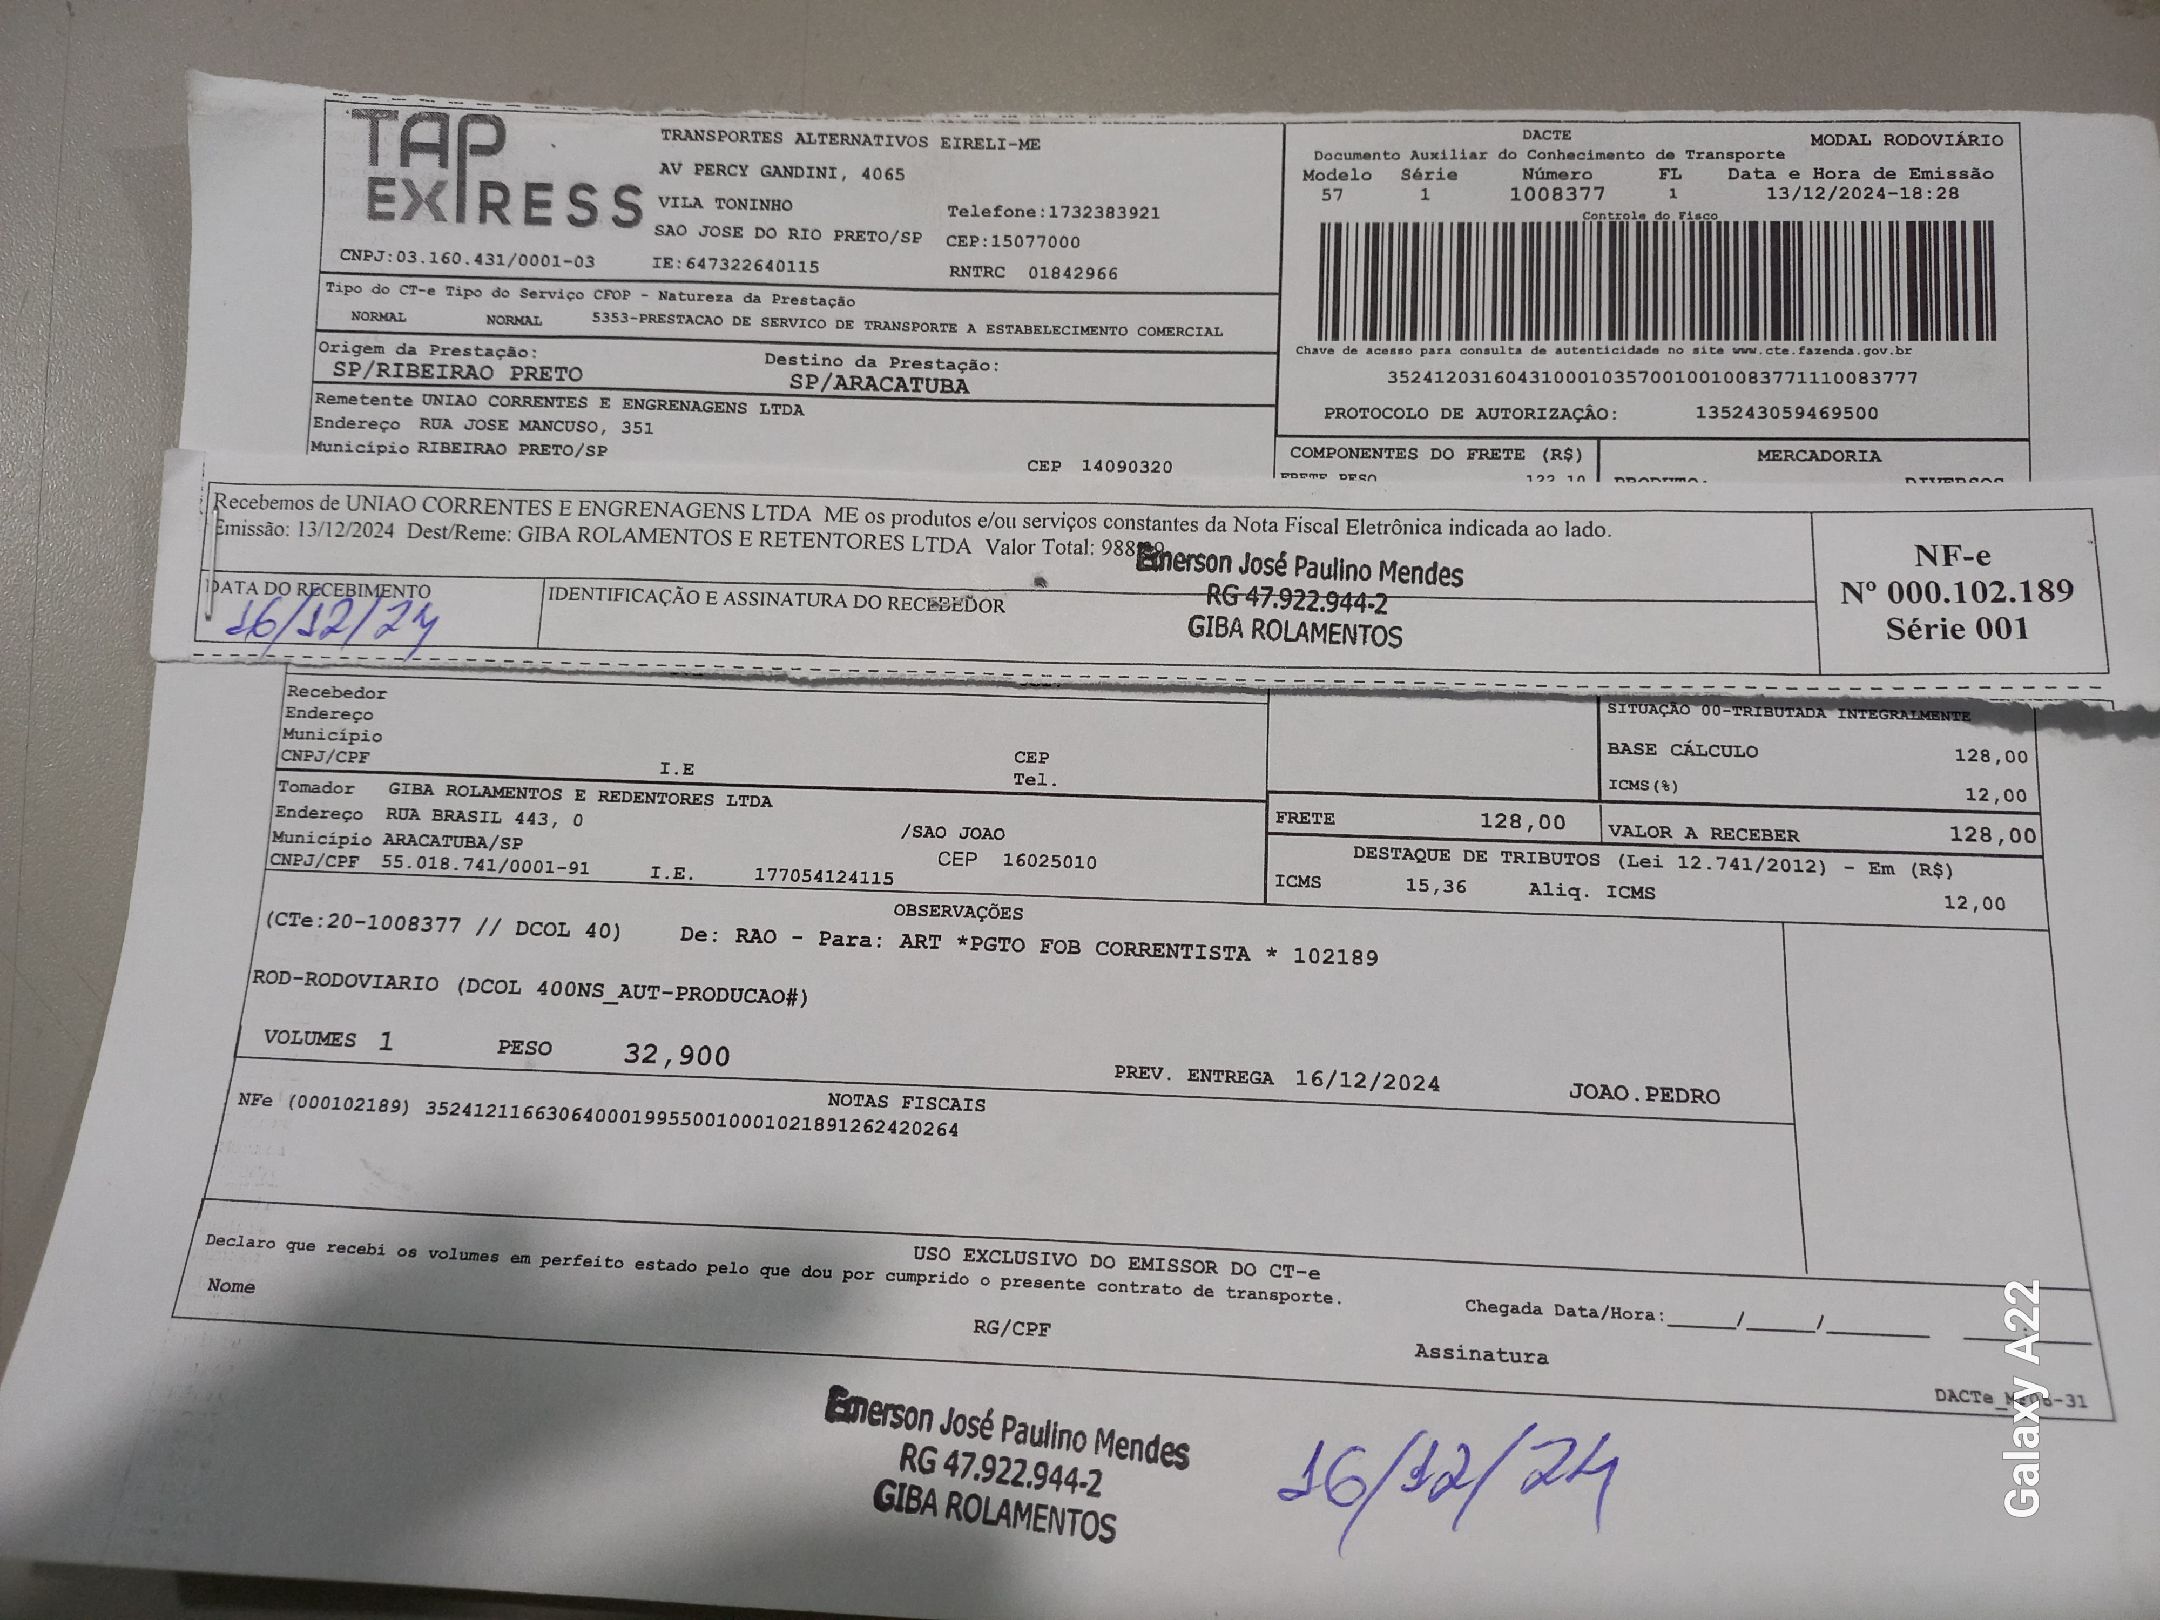 TAP EXPRESS
TRANSPORTES ALTERNATIVOS EIRELI-ME
AV PERCY GANDINI, 4065
VILA TONINHO
Telefone:1732383921
SAO JOSE DO RIO PRETO/SP CEP:15077000
CNPJ:03.160.431/0001-03 IE:647322640115 RNTRC 01842966
DACTE MODAL RODOVIÁRIO
Documento Auxiliar do Conhecimento de Transporte
Modelo Série Número FL Data e Hora de Emissão
57 1 1008377 1 13/12/2024-18:28
Controle do Fisco
Chave de acesso para consulta de autenticidade no site www.cte.fazenda.gov.br
35241203160431000103570010010083771110083777
PROTOCOLO DE AUTORIZAÇÃO: 135243059469500
Tipo do CT-e Tipo do Serviço CFOP - Natureza da Prestação
NORMAL NORMAL 5353-PRESTACAO DE SERVICO DE TRANSPORTE A ESTABELECIMENTO COMERCIAL
Origem da Prestação: Destino da Prestação:
SP/RIBEIRAO PRETO SP/ARACATUBA
Remetente UNIAO CORRENTES E ENGRENAGENS LTDA
Endereço RUA JOSE MANCUSO, 351
Município RIBEIRAO PRETO/SP CEP 14090320
COMPONENTES DO FRETE (R$) MERCADORIA
FRETE PESO 122,10 PRODUTO: DIVERSOS
Recebemos de UNIAO CORRENTES E ENGRENAGENS LTDA ME os produtos e/ou serviços constantes da Nota Fiscal Eletrônica indicada ao lado.
Emissão: 13/12/2024 Dest/Reme: GIBA ROLAMENTOS E RETENTORES LTDA Valor Total:
DATA DO RECEBIMENTO IDENTIFICAÇÃO E ASSINATURA DO RECEBEDOR
16/12/24
Emerson José Paulino Mendes
RG 47.922.944-2
GIBA ROLAMENTOS
NF-e
Nº 000.102.189
Série 001
Recebedor
Endereço
Município
CNPJ/CPF I.E CEP
Tel.
SITUAÇÃO 00-TRIBUTADA INTEGRALMENTE
BASE CÁLCULO 128,00
ICMS(%) 12,00
Tomador GIBA ROLAMENTOS E REDENTORES LTDA
Endereço RUA BRASIL 443, 0 /SAO JOAO
Município ARACATUBA/SP CEP 16025010
CNPJ/CPF 55.018.741/0001-91 I.E. 177054124115
FRETE 128,00 VALOR A RECEBER 128,00
DESTAQUE DE TRIBUTOS (Lei 12.741/2012) - Em (R$)
ICMS 15,36 Aliq. ICMS 12,00
OBSERVAÇÕES
(CTe:20-1008377 // DCOL 40) De: RAO - Para: ART *PGTO FOB CORRENTISTA * 102189
ROD-RODOVIARIO (DCOL 400NS_AUT-PRODUCAO#)
VOLUMES 1 PESO 32,900 PREV. ENTREGA 16/12/2024 JOAO.PEDRO
NOTAS FISCAIS
NFe (000102189) 35241211663064000199550010001021891262420264
USO EXCLUSIVO DO EMISSOR DO CT-e
Declaro que recebi os volumes em perfeito estado pelo que dou por cumprido o presente contrato de transporte.
Nome RG/CPF Assinatura Chegada Data/Hora:_____/_____/________
Emerson José Paulino Mendes
RG 47.922.944-2
GIBA ROLAMENTOS
16/12/24
Galaxy A22